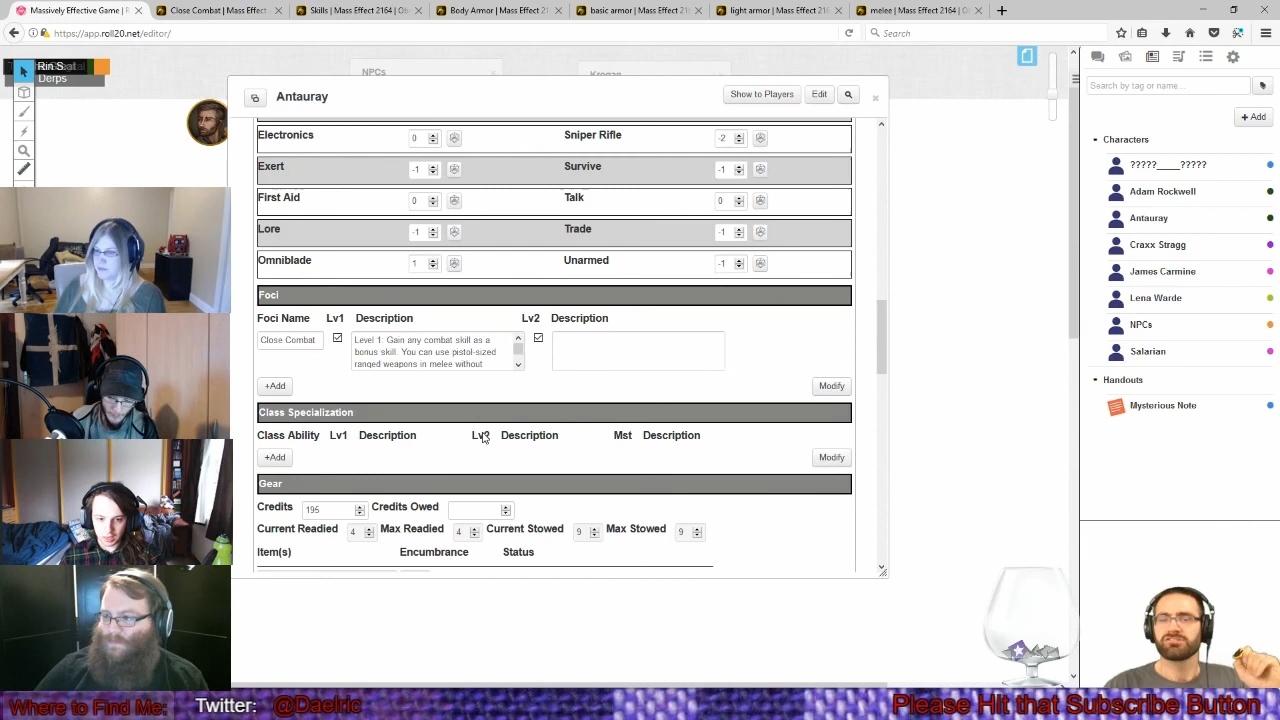 Massively Effective Game |
Close Combat | Mass Effect
Skills | Mass Effect 2164 | Obs
Body Armor | Mass Effect 21
basic armor | Mass Effect 216
light armor | Mass Effect 216
melee | Mass Effect 2164 | O
https://app.roll20.net/editor/
Search
Rin S
Derps
NPCs
Krogan
Antauray
Show to Players
Edit
Search by tag or name...
+ Add
Characters
?????____?????
Adam Rockwell
Antauray
Craxx Stragg
James Carmine
Lena Warde
NPCs
Salarian
Handouts
Mysterious Note
Electronics 0 Sniper Rifle -2
Exert -1 Survive -1
First Aid 0 Talk 0
Lore -1 Trade -1
Omniblade 1 Unarmed -1
Foci
Foci Name Lv1 Description Lv2 Description
Close Combat
Level 1: Gain any combat skill as a
bonus skill. You can use pistol-sized
ranged weapons in melee without
+Add Modify
Class Specialization
Class Ability Lv1 Description Lv2 Description Mst Description
+Add Modify
Gear
Credits 195 Credits Owed
Current Readied 4 Max Readied 4 Current Stowed 9 Max Stowed 9
Item(s) Encumbrance Status
Where to Find Me: Twitter: @Daelric Please Hit that Subscribe Button